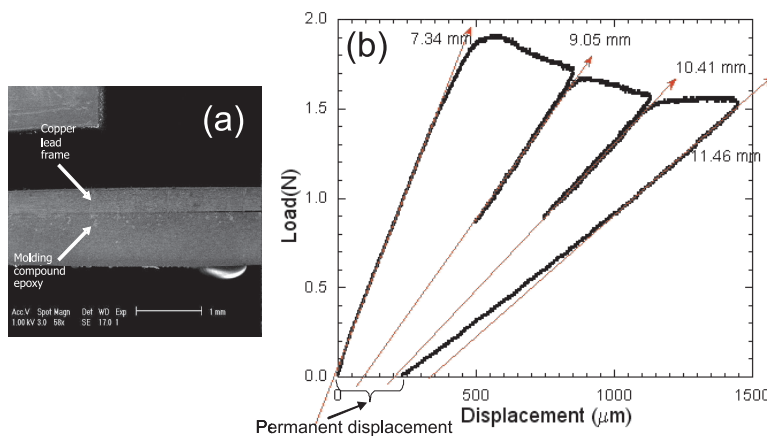 (a)
Copper
lead
frame
Molding
compound
epoxy
Acc.V Spot Magn Det WD Exp
1.00 kV 3.0 58x SE 17.0 1 1 mm
(b)
7.34 mm
9.05 mm
10.41 mm
11.46 mm
Load(N)
2.0
1.5
1.0
0.5
0.0
0 500 1000 1500
Permanent displacement
Displacement (μm)